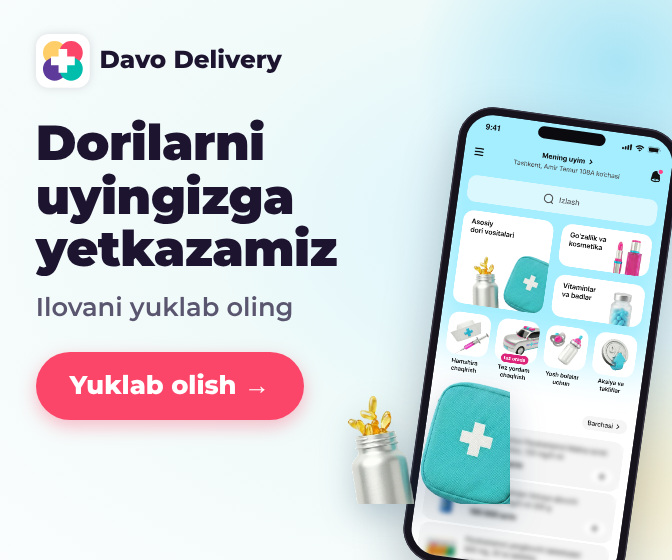 Davo Delivery
Dorilarni
uyingizga
yetkazamiz
Ilovani yuklab oling
Yuklab olish →
9:41
Mening uyim >
Tashkent, Amir Temur 108A ko'chasi
Izlash
Asosiy
dori vositalari
Go'zallik va
kosmetika
Vitaminlar
va badlar
Hamshira
chaqirish
Tez yordam
chaqirish
Yosh bolalar
uchun
Aksiya va
takliflar
Barchasi >